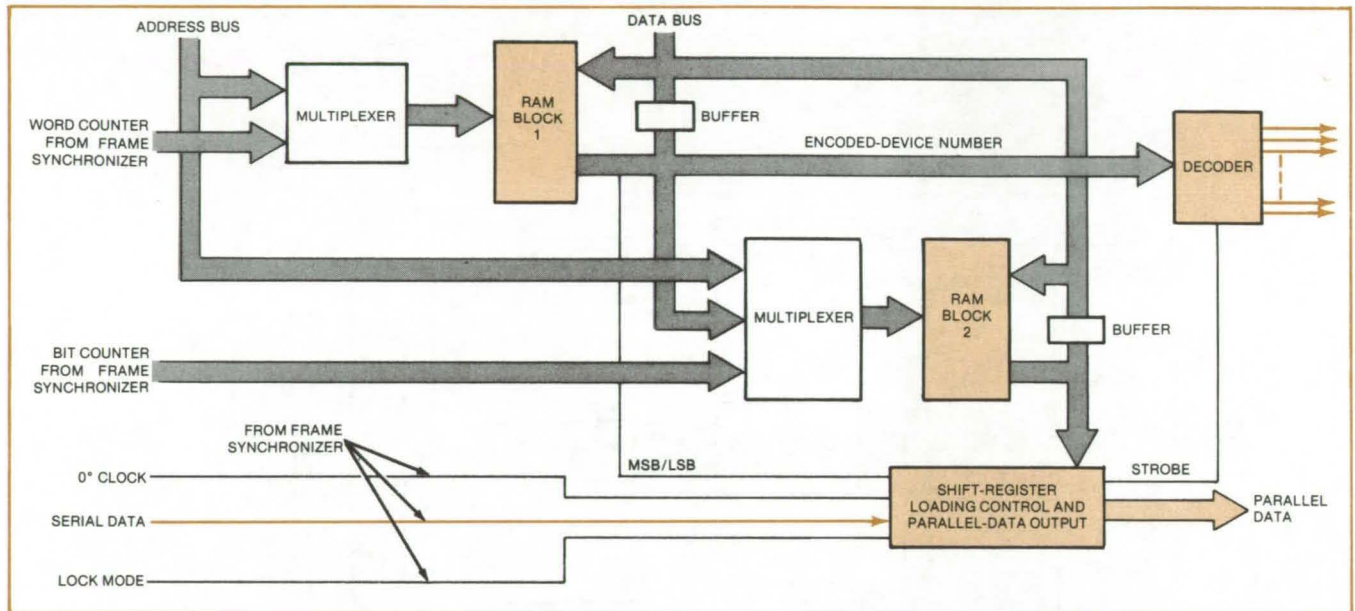 ADDRESS BUS
DATA BUS
WORD COUNTER
FROM FRAME
SYNCHRONIZER
MULTIPLEXER
RAM
BLOCK
1
BUFFER
ENCODED-DEVICE NUMBER
DECODER
MULTIPLEXER
RAM
BLOCK
2
BUFFER
BIT COUNTER
FROM FRAME
SYNCHRONIZER
FROM FRAME
SYNCHRONIZER
MSB/LSB
STROBE
0° CLOCK
SERIAL DATA
LOCK MODE
SHIFT-REGISTER
LOADING CONTROL AND
PARALLEL-DATA OUTPUT
PARALLEL
DATA